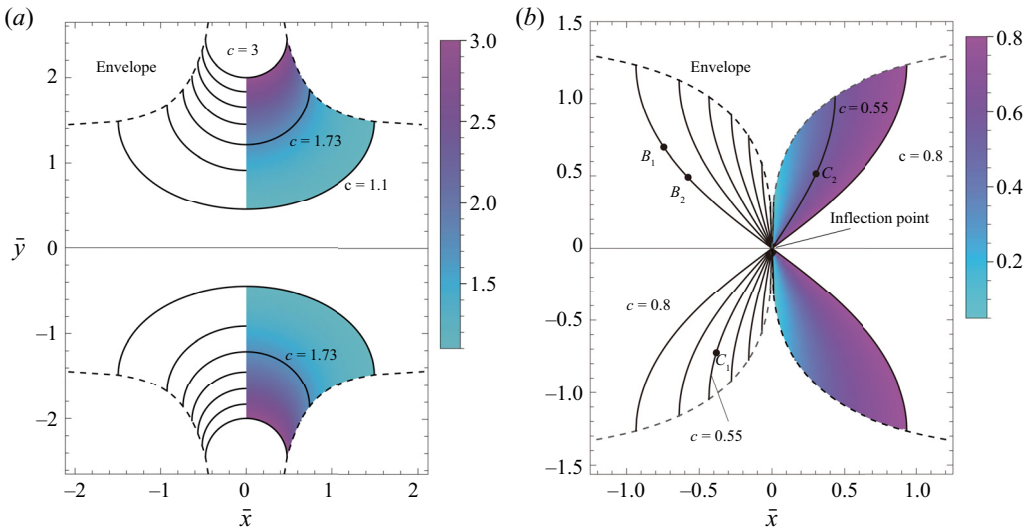 (a)
(b)
2
1
0
−1
−2
ȳ
Envelope
c = 3
c = 1.73
c = 1.1
c = 1.73
−2
−1
0
1
2
x̄
3.0
2.5
2.0
1.5
1.5
1.0
0.5
0
−0.5
−1.0
−1.5
Envelope
B1
B2
c = 0.55
C2
c = 0.8
Inflection point
c = 0.8
C1
c = 0.55
−1.0
−0.5
0
0.5
1.0
x̄
0.8
0.6
0.4
0.2